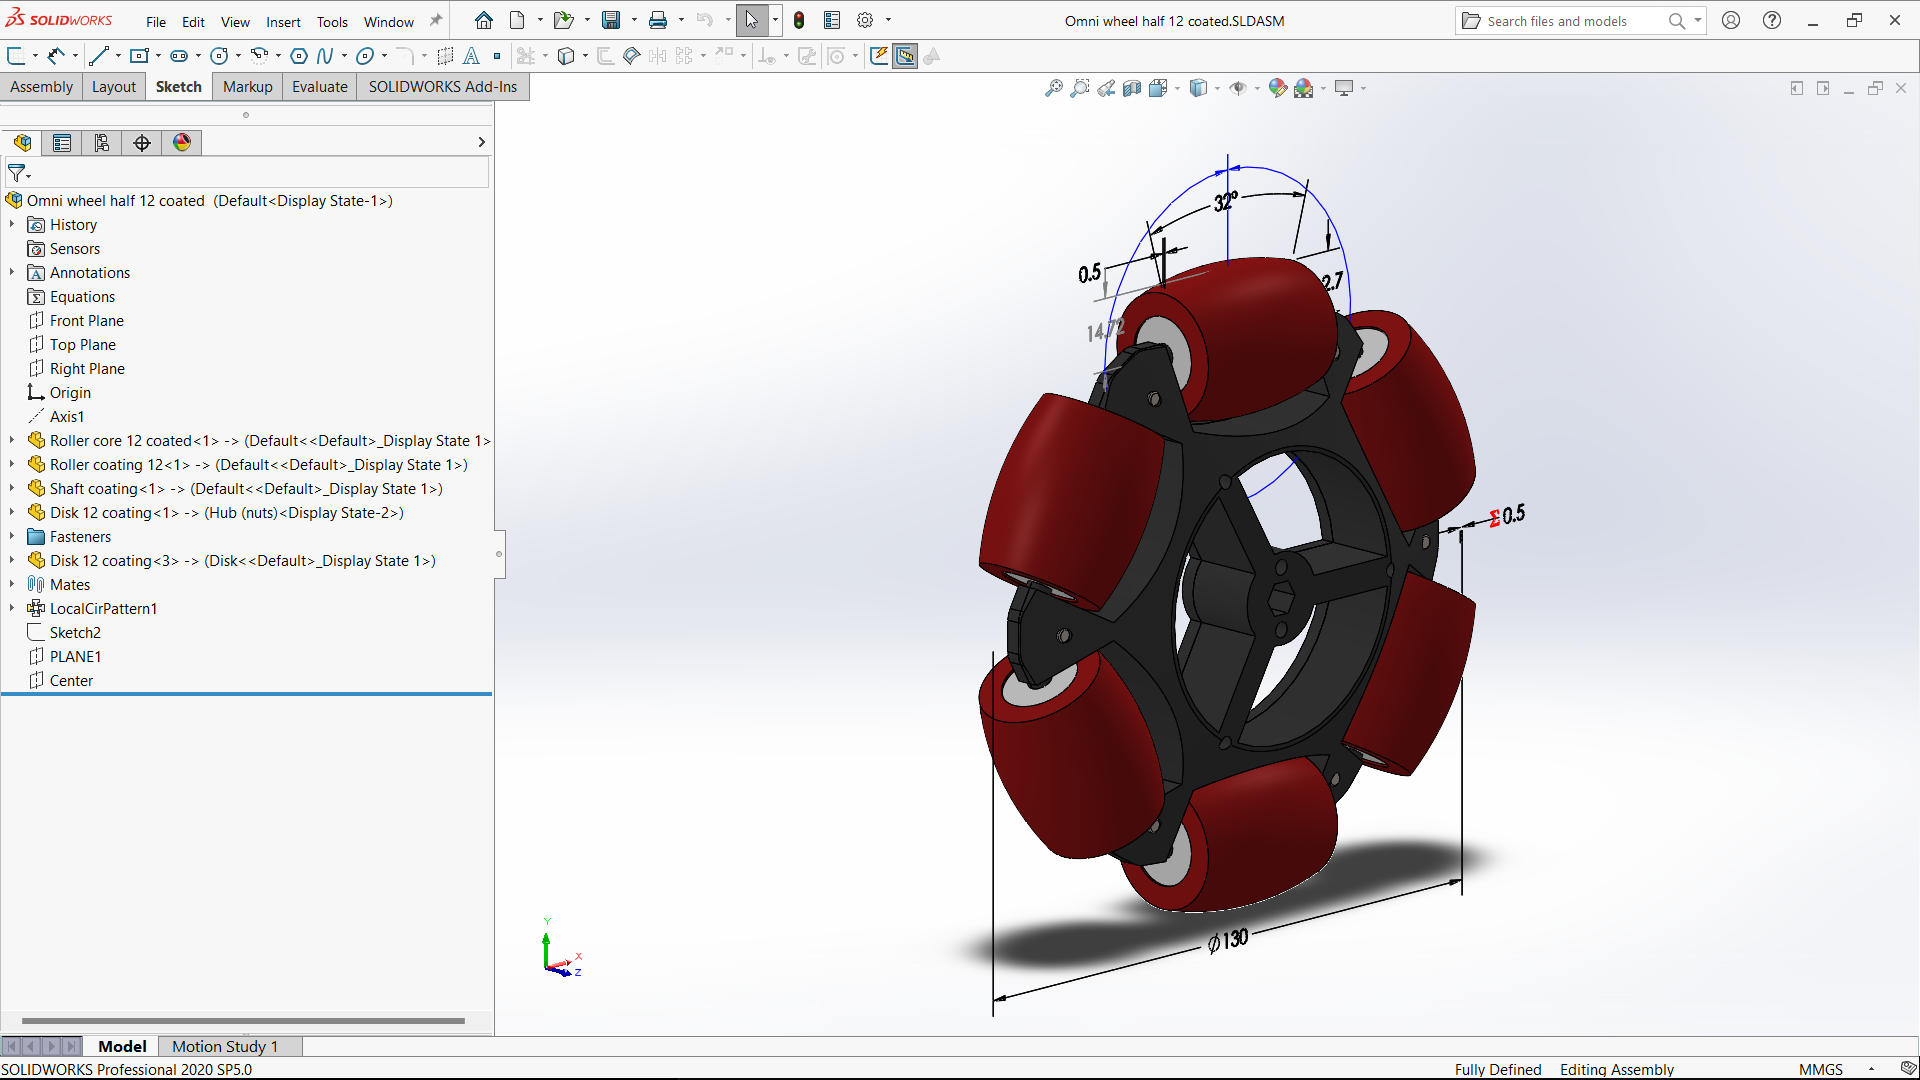 SOLIDWORKS File Edit View Insert Tools Window Omni wheel half 12 coated.SLDASM Search files and models
Assembly Layout Sketch Markup Evaluate SOLIDWORKS Add-Ins
Omni wheel half 12 coated (Default<Display State-1>)
History
Sensors
Annotations
Equations
Front Plane
Top Plane
Right Plane
Origin
Axis1
Roller core 12 coated<1> -> (Default<<Default>_Display State 1>
Roller coating 12<1> -> (Default<<Default>_Display State 1>)
Shaft coating<1> -> (Default<<Default>_Display State 1>)
Disk 12 coating<1> -> (Hub (nuts)<Display State-2>)
Fasteners
Disk 12 coating<3> -> (Disk<<Default>_Display State 1>)
Mates
LocalCirPattern1
Sketch2
PLANE1
Center
32°
0.5
2.7
14.72
Σ0.5
Ø130
Y
X
Z
Model Motion Study 1
SOLIDWORKS Professional 2020 SP5.0 Fully Defined Editing Assembly MMGS